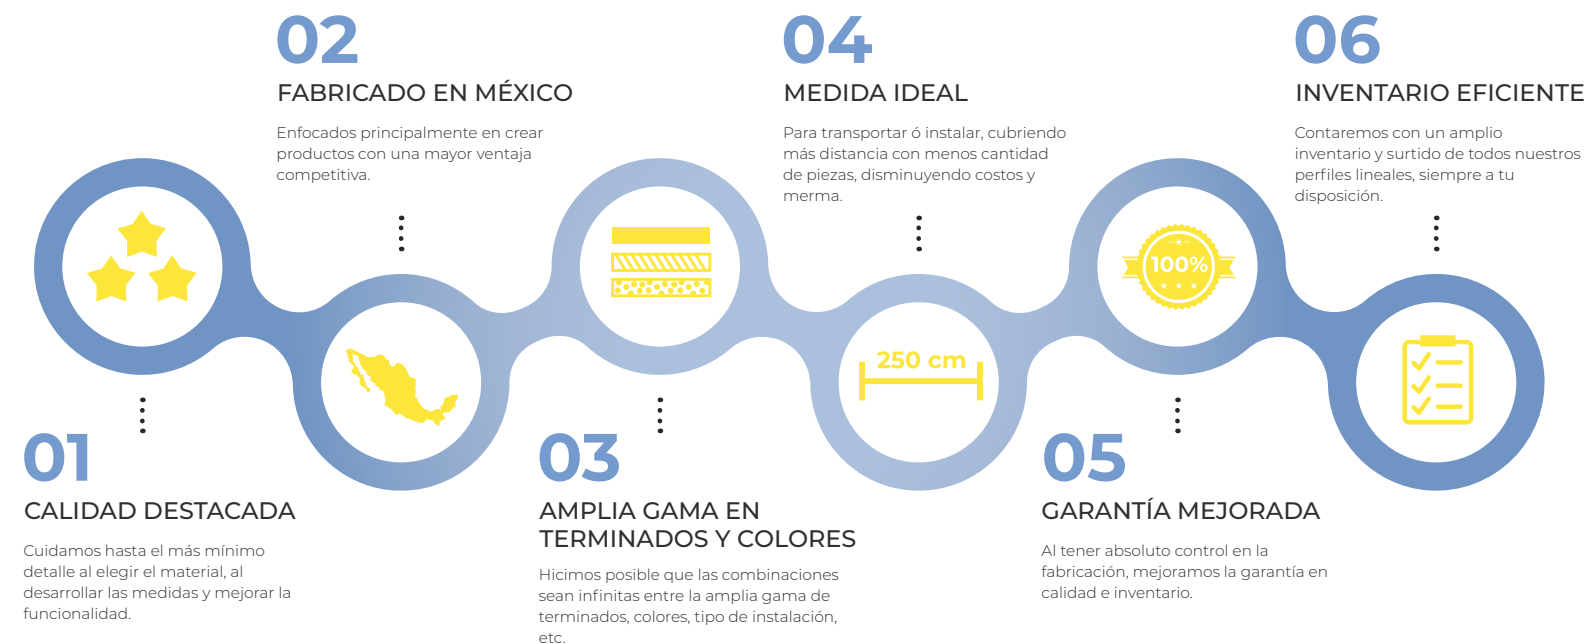 01
CALIDAD DESTACADA
Cuidamos hasta el más mínimo
detalle al elegir el material, al
desarrollar las medidas y mejorar la
funcionalidad.
02
FABRICADO EN MÉXICO
Enfocados principalmente en crear
productos con una mayor ventaja
competitiva.
03
AMPLIA GAMA EN
TERMINADOS Y COLORES
Hicimos posible que las combinaciones
sean infinitas entre la amplia gama de
terminados, colores, tipo de instalación,
etc.
04
MEDIDA IDEAL
Para transportar ó instalar, cubriendo
más distancia con menos cantidad
de piezas, disminuyendo costos y
merma.
250 cm
05
GARANTÍA MEJORADA
Al tener absoluto control en la
fabricación, mejoramos la garantía en
calidad e inventario.
100%
06
INVENTARIO EFICIENTE
Contaremos con un amplio
inventario y surtido de todos nuestros
perfiles lineales, siempre a tu
disposición.